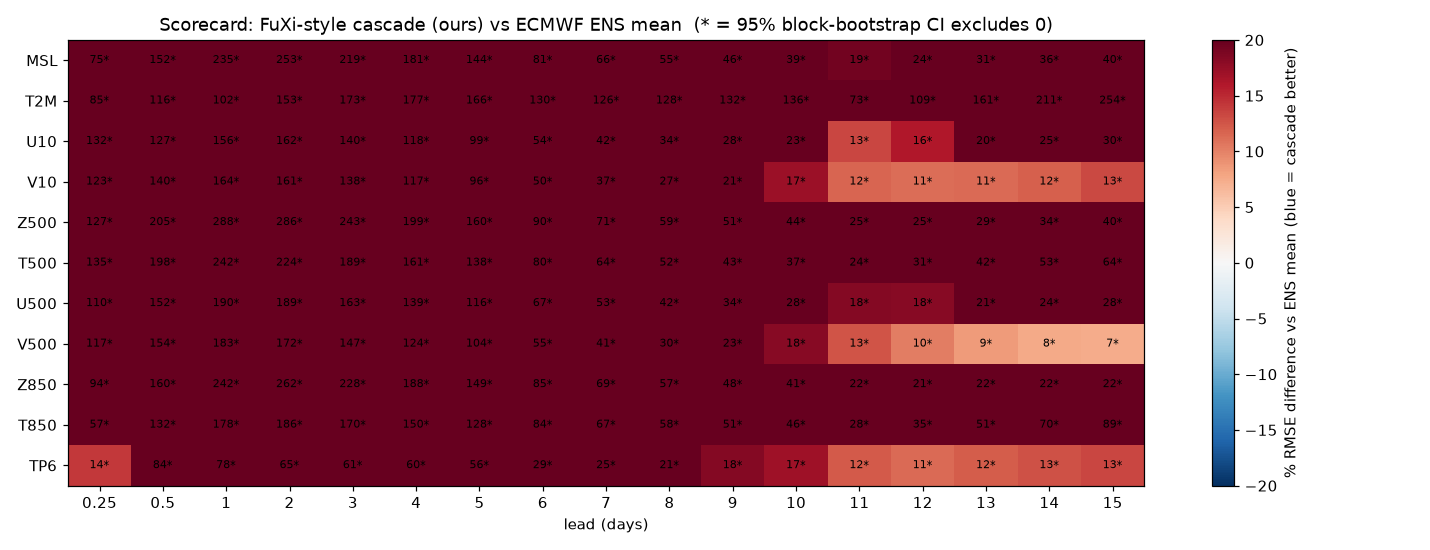 Scorecard: FuXi-style cascade (ours) vs ECMWF ENS mean (* = 95% block-bootstrap CI excludes 0)
MSL 75* 152* 235* 253* 219* 181* 144* 81* 66* 55* 46* 39* 19* 24* 31* 36* 40*
T2M 85* 116* 102* 153* 173* 177* 166* 130* 126* 128* 132* 136* 73* 109* 161* 211* 254*
U10 132* 127* 156* 162* 140* 118* 99* 54* 42* 34* 28* 23* 13* 16* 20* 25* 30*
V10 123* 140* 164* 161* 138* 117* 96* 50* 37* 27* 21* 17* 12* 11* 11* 12* 13*
Z500 127* 205* 288* 286* 243* 199* 160* 90* 71* 59* 51* 44* 25* 25* 29* 34* 40*
T500 135* 198* 242* 224* 189* 161* 138* 80* 64* 52* 43* 37* 24* 31* 42* 53* 64*
U500 110* 152* 190* 189* 163* 139* 116* 67* 53* 42* 34* 28* 18* 18* 21* 24* 28*
V500 117* 154* 183* 172* 147* 124* 104* 55* 41* 30* 23* 18* 13* 10* 9* 8* 7*
Z850 94* 160* 242* 262* 228* 188* 149* 85* 69* 57* 48* 41* 22* 21* 22* 22* 22*
T850 57* 132* 178* 186* 170* 150* 128* 84* 67* 58* 51* 46* 28* 35* 51* 70* 89*
TP6 14* 84* 78* 65* 61* 60* 56* 29* 25* 21* 18* 17* 12* 11* 12* 13* 13*
0.25 0.5 1 2 3 4 5 6 7 8 9 10 11 12 13 14 15
lead (days)
20
15
10
5
0
−5
−10
−15
−20
% RMSE difference vs ENS mean (blue = cascade better)